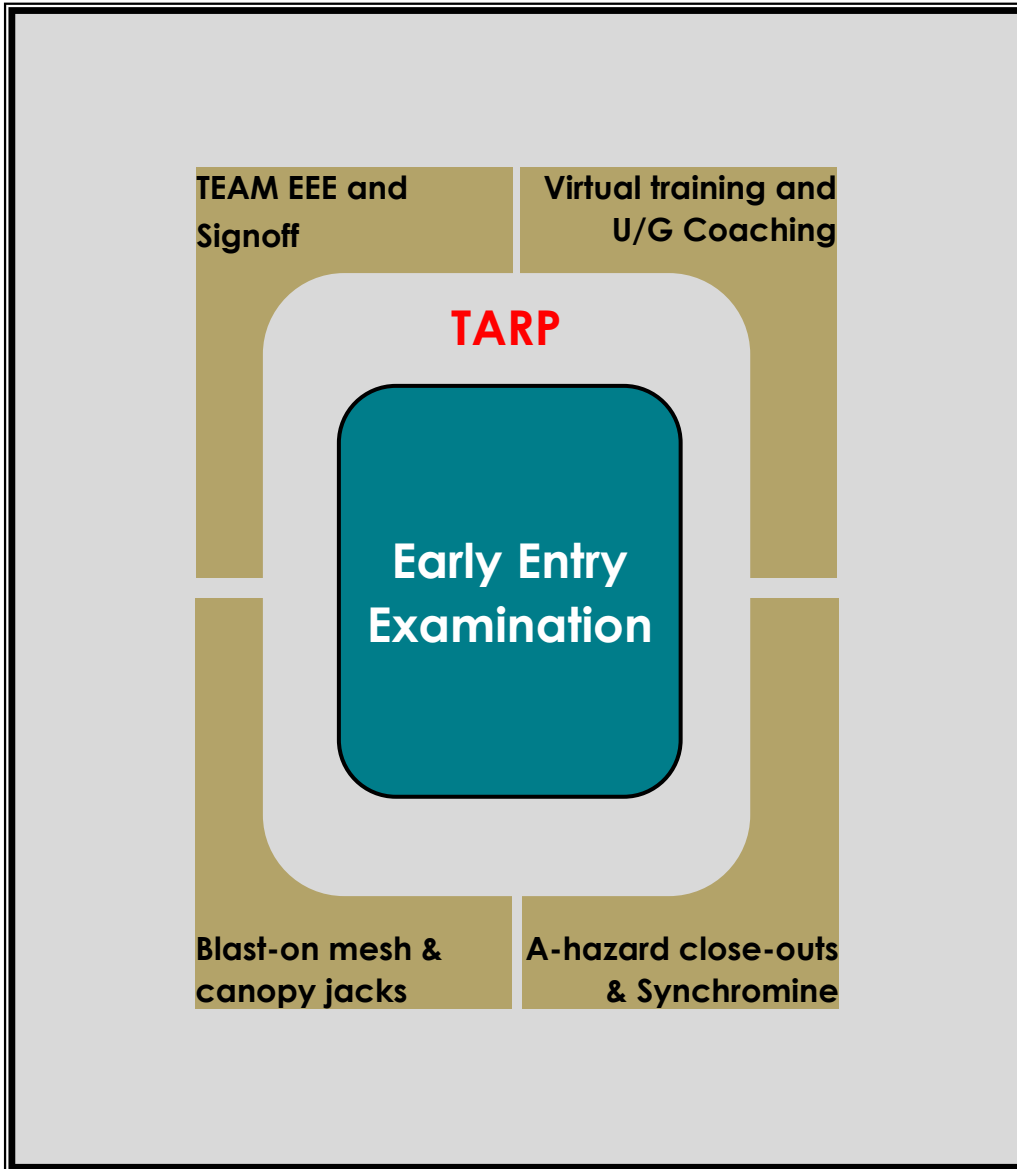 TEAM EEE and
Signoff
Virtual training and
U/G Coaching
TARP
Early Entry
Examination
Blast-on mesh &
canopy jacks
A-hazard close-outs
& Synchromine